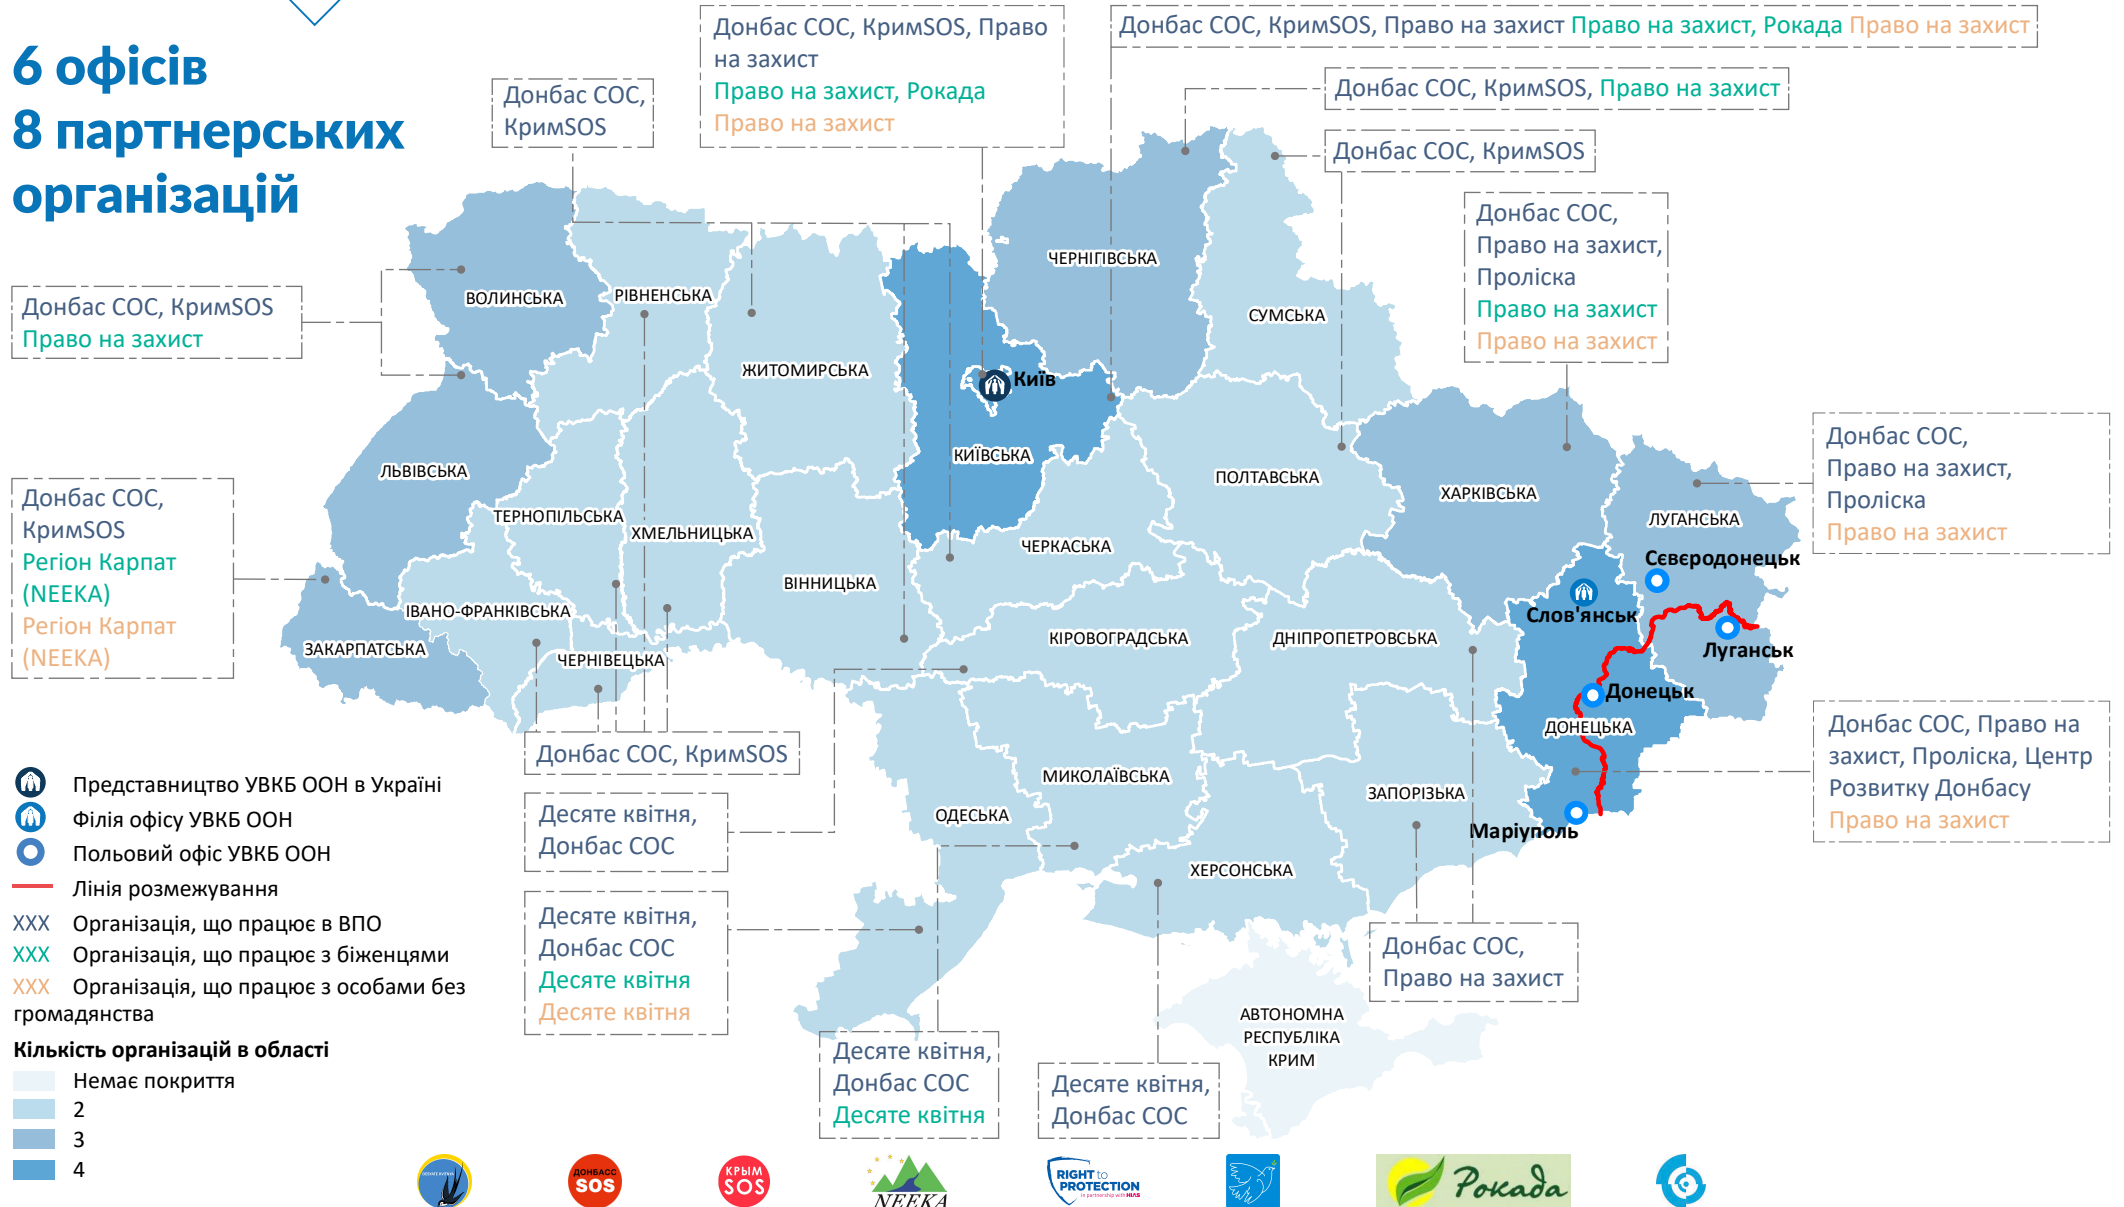 6 офісів
8 партнерських
організацій
Донбас СОС,
КримSOS
Донбас СОС, КримSOS, Право
на захист
Право на захист, Рокада
Право на захист
Донбас СОС, КримSOS, Право на захист Право на захист, Рокада Право на захист
Донбас СОС, КримSOS, Право на захист
Донбас СОС, КримSOS
Донбас СОС,
Право на захист,
Проліска
Право на захист
Право на захист
Донбас СОС, КримSOS
Право на захист
Донбас СОС,
КримSOS
Регіон Карпат
(NEEKA)
Регіон Карпат
(NEEKA)
Донбас СОС,
Право на захист,
Проліска
Право на захист
Донбас СОС, Право на
захист, Проліска, Центр
Розвитку Донбасу
Право на захист
ВОЛИНСЬКА
РІВНЕНСЬКА
ЖИТОМИРСЬКА
ЧЕРНІГІВСЬКА
СУМСЬКА
Київ
КИЇВСЬКА
ЛЬВІВСЬКА
ТЕРНОПІЛЬСЬКА
ХМЕЛЬНИЦЬКА
ВІННИЦЬКА
ЧЕРКАСЬКА
ПОЛТАВСЬКА
ХАРКІВСЬКА
ЛУГАНСЬКА
Сєвєродонецьк
Слов'янськ
Луганськ
Донецьк
ДОНЕЦЬКА
Маріуполь
ІВАНО-ФРАНКІВСЬКА
ЗАКАРПАТСЬКА
ЧЕРНІВЕЦЬКА
КІРОВОГРАДСЬКА
ДНІПРОПЕТРОВСЬКА
МИКОЛАЇВСЬКА
ОДЕСЬКА
ЗАПОРІЗЬКА
ХЕРСОНСЬКА
АВТОНОМНА
РЕСПУБЛІКА
КРИМ
Донбас СОС, КримSOS
Десяте квітня,
Донбас СОС
Десяте квітня,
Донбас СОС
Десяте квітня
Десяте квітня
Десяте квітня,
Донбас СОС
Десяте квітня
Десяте квітня,
Донбас СОС
Донбас СОС,
Право на захист
Представництво УВКБ ООН в Україні
Філія офісу УВКБ ООН
Польовий офіс УВКБ ООН
Лінія розмежування
XXX Організація, що працює в ВПО
XXX Організація, що працює з біженцями
XXX Організація, що працює з особами без
громадянства
Кількість організацій в області
Немає покриття
2
3
4
ДОНБАСС
SOS
КРЫМ
SOS
NEEKA
RIGHT to
PROTECTION
in partnership with HIAS
Рокада